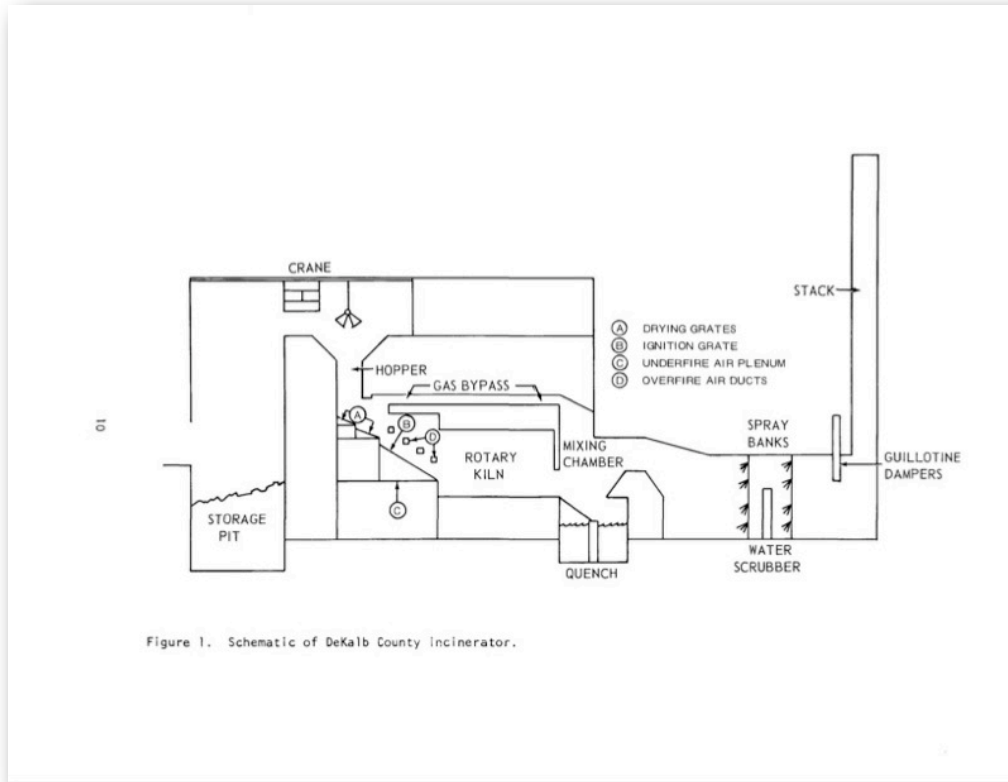 CRANE
STACK
A DRYING GRATES
B IGNITION GRATE
C UNDERFIRE AIR PLENUM
D OVERFIRE AIR DUCTS
HOPPER
GAS BYPASS
A
B
D
10
SPRAY
BANKS
MIXING
CHAMBER
GUILLOTINE
DAMPERS
ROTARY
KILN
C
STORAGE
PIT
WATER
SCRUBBER
QUENCH
Figure 1. Schematic of DeKalb County incinerator.